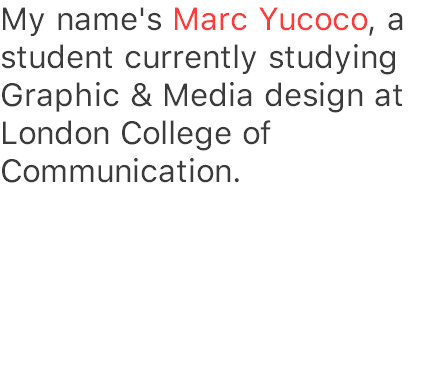 My name's Marc Yucoco, a
student currently studying
Graphic & Media design at
London College of
Communication.